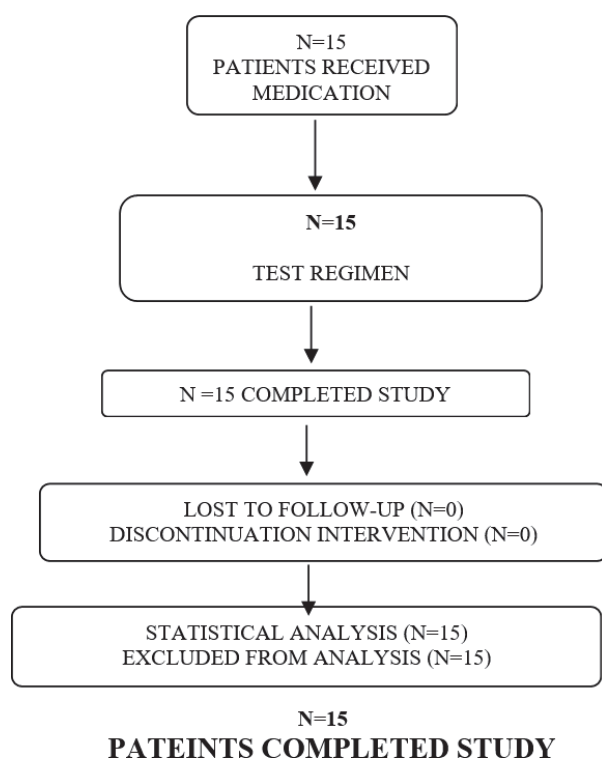 N=15
PATIENTS RECEIVED
MEDICATION
N=15
TEST REGIMEN
N =15 COMPLETED STUDY
LOST TO FOLLOW-UP (N=0)
DISCONTINUATION INTERVENTION (N=0)
STATISTICAL ANALYSIS (N=15)
EXCLUDED FROM ANALYSIS (N=15)
N=15
PATEINTS COMPLETED STUDY